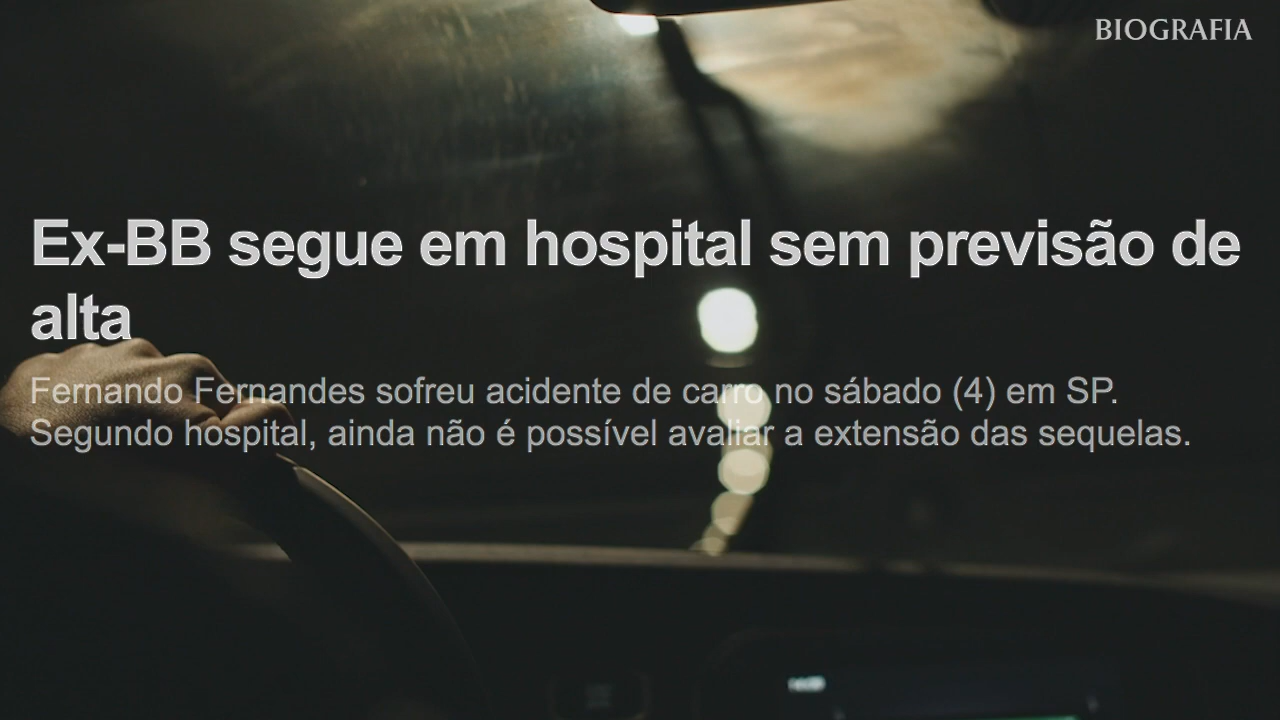 BIOGRAFIA
Ex-BB segue em hospital sem previsão de
alta
Fernando Fernandes sofreu acidente de carro no sábado (4) em SP.
Segundo hospital, ainda não é possível avaliar a extensão das sequelas.